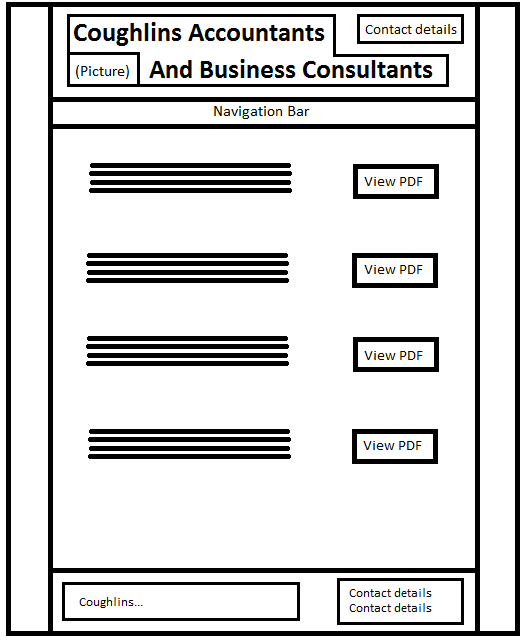 Coughlins Accountants
Contact details
(Picture)
And Business Consultants
Navigation Bar
View PDF
View PDF
View PDF
View PDF
Coughlins...
Contact details
Contact details